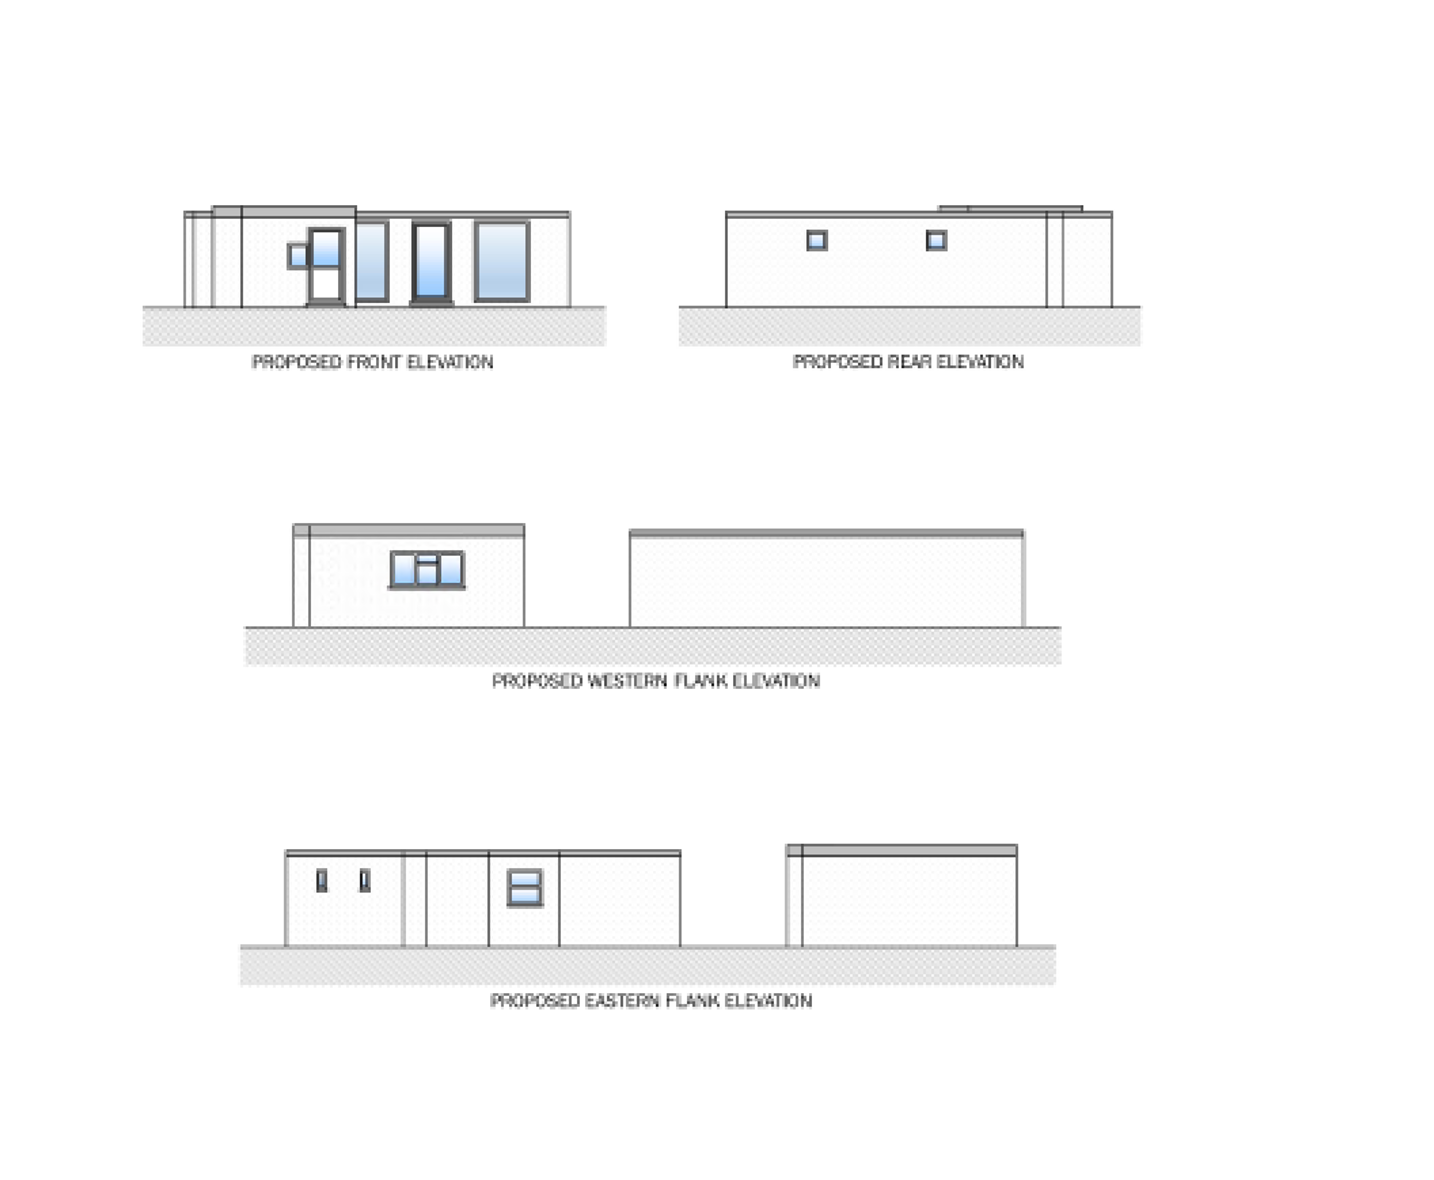 PROPOSED FRONT ELEVATION
PROPOSED REAR ELEVATION
PROPOSED WESTERN FLANK ELEVATION
PROPOSED EASTERN FLANK ELEVATION